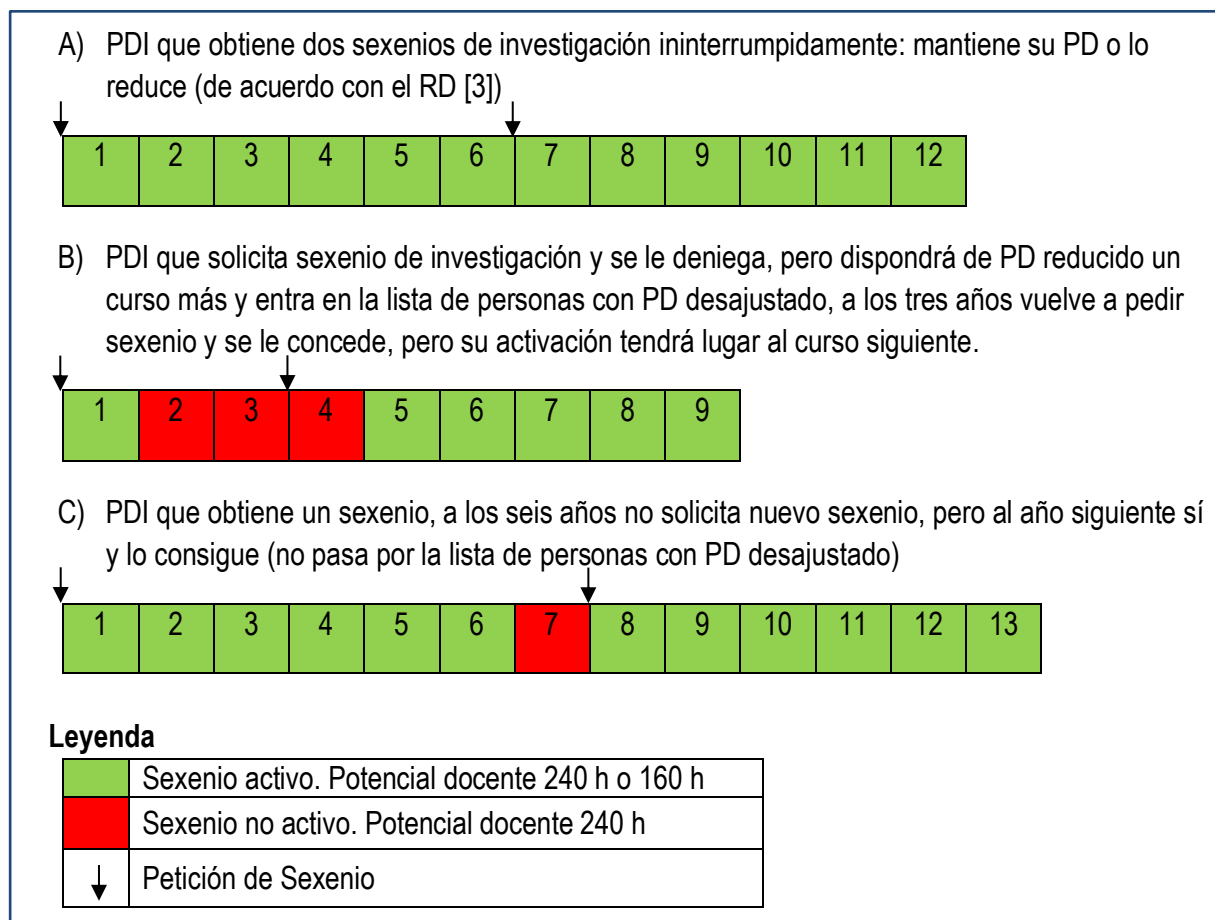 A) PDI que obtiene dos sexenios de investigación ininterrumpidamente: mantiene su PD o lo
reduce (de acuerdo con el RD [3])
1 2 3 4 5 6 7 8 9 10 11 12
B) PDI que solicita sexenio de investigación y se le deniega, pero dispondrá de PD reducido un
curso más y entra en la lista de personas con PD desajustado, a los tres años vuelve a pedir
sexenio y se le concede, pero su activación tendrá lugar al curso siguiente.
1 2 3 4 5 6 7 8 9
C) PDI que obtiene un sexenio, a los seis años no solicita nuevo sexenio, pero al año siguiente sí
y lo consigue (no pasa por la lista de personas con PD desajustado)
1 2 3 4 5 6 7 8 9 10 11 12 13
Leyenda
Sexenio activo. Potencial docente 240 h o 160 h
Sexenio no activo. Potencial docente 240 h
Petición de Sexenio